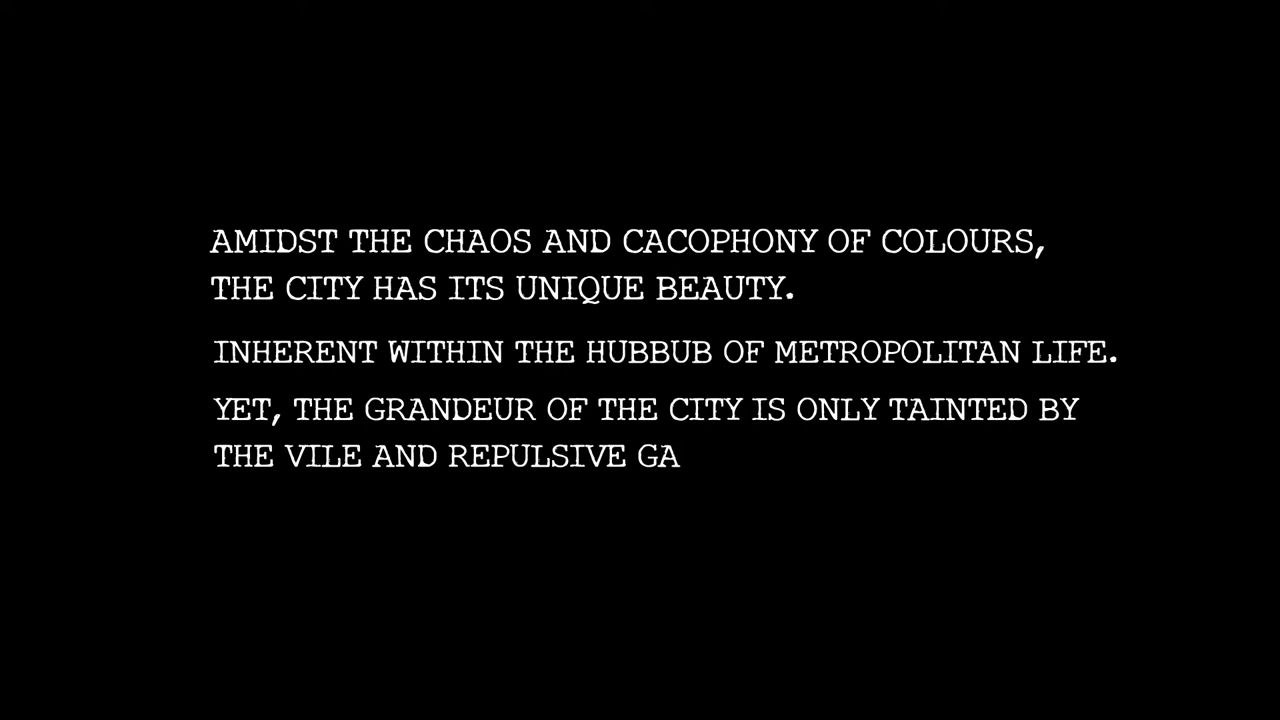 AMIDST THE CHAOS AND CACOPHONY OF COLOURS,
THE CITY HAS ITS UNIQUE BEAUTY.
INHERENT WITHIN THE HUBBUB OF METROPOLITAN LIFE.
YET, THE GRANDEUR OF THE CITY IS ONLY TAINTED BY
THE VILE AND REPULSIVE GA